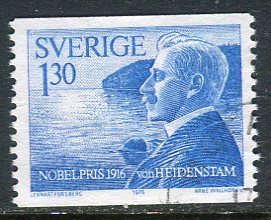 SVERIGE
1.30
NOBELPRIS 1916 - von HEIDENSTAM
LENNART FORSBERG 1976 ARNE WALLHORN